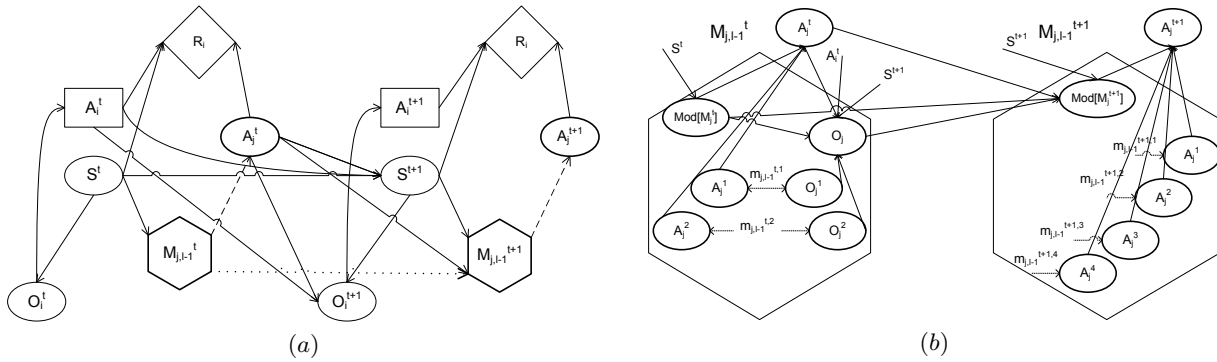 R_i
R_i
A_i^t
A_i^{t+1}
A_j^t
A_j^{t+1}
S^t
S^{t+1}
M_{j,l-1}^t
M_{j,l-1}^{t+1}
O_i^t
O_i^{t+1}
(a)
M_{j,l-1}^t
A_j^t
S^t
A_i^t
S^{t+1}
Mod[M_j^t]
O_j
A_j^1
m_{j,l-1}^{t,1}
O_j^1
A_j^2
m_{j,l-1}^{t,2}
O_j^2
M_{j,l-1}^{t+1}
A_j^{t+1}
S^{t+1}
Mod[M_j^{t+1}]
m_{j,l-1}^{t+1,1}
A_j^1
m_{j,l-1}^{t+1,2}
A_j^2
m_{j,l-1}^{t+1,3}
A_j^3
m_{j,l-1}^{t+1,4}
A_j^4
(b)